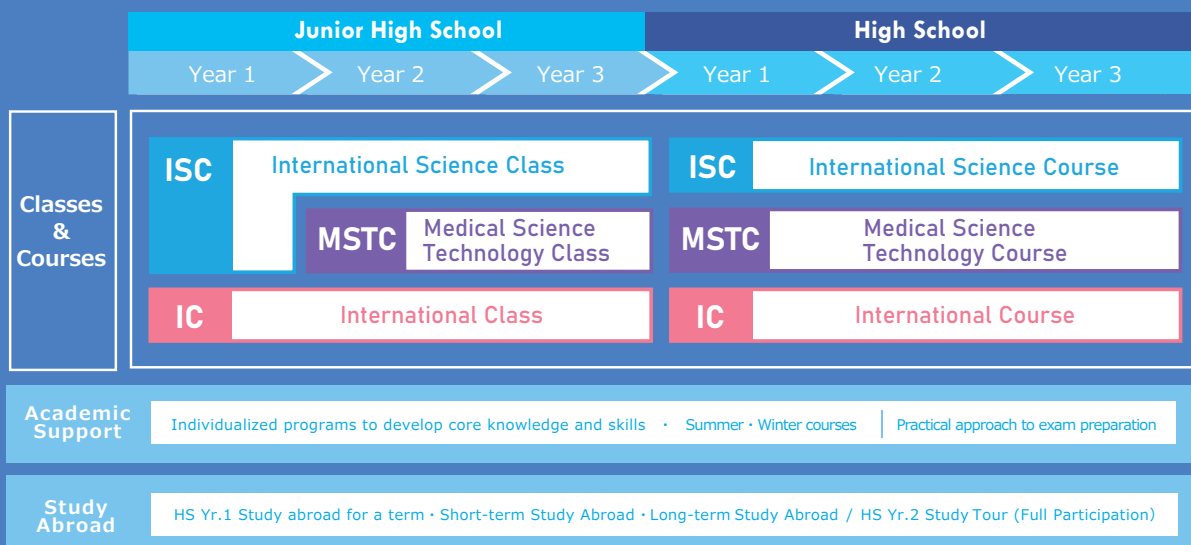 Junior High School
High School
Year 1
Year 2
Year 3
Year 1
Year 2
Year 3
Classes
&
Courses
ISC
International Science Class
MSTC
Medical Science
Technology Class
IC
International Class
ISC
International Science Course
MSTC
Medical Science
Technology Course
IC
International Course
Academic
Support
Individualized programs to develop core knowledge and skills ・ Summer・Winter courses
Practical approach to exam preparation
Study
Abroad
HS Yr.1 Study abroad for a term・Short-term Study Abroad・Long-term Study Abroad / HS Yr.2 Study Tour (Full Participation)